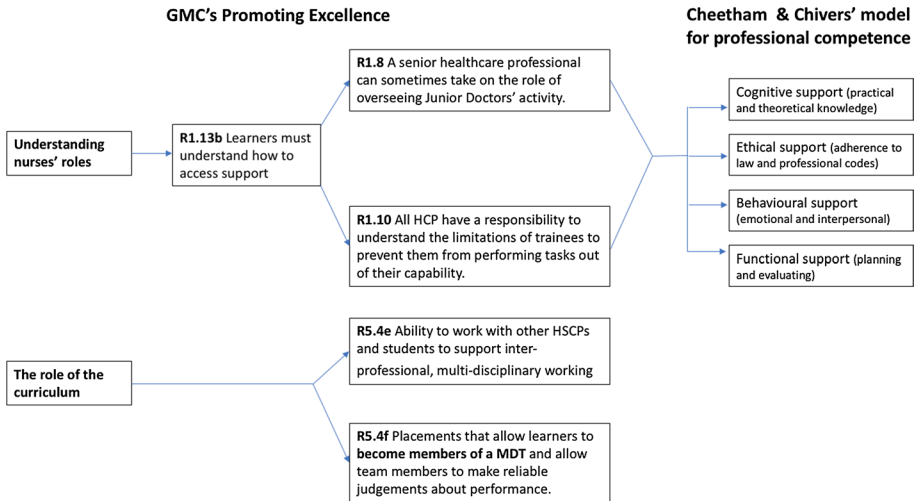 GMC's Promoting Excellence
Cheetham & Chivers' model
for professional competence
Understanding
nurses' roles
R1.13b Learners must
understand how to
access support
R1.8 A senior healthcare professional
can sometimes take on the role of
overseeing Junior Doctors' activity.
R1.10 All HCP have a responsibility to
understand the limitations of trainees to
prevent them from performing tasks out
of their capability.
Cognitive support (practical
and theoretical knowledge)
Ethical support (adherence to
law and professional codes)
Behavioural support
(emotional and interpersonal)
Functional support (planning
and evaluating)
The role of the
curriculum
R5.4e Ability to work with other HSCPs
and students to support inter-
professional, multi-disciplinary working
R5.4f Placements that allow learners to
become members of a MDT and allow
team members to make reliable
judgements about performance.